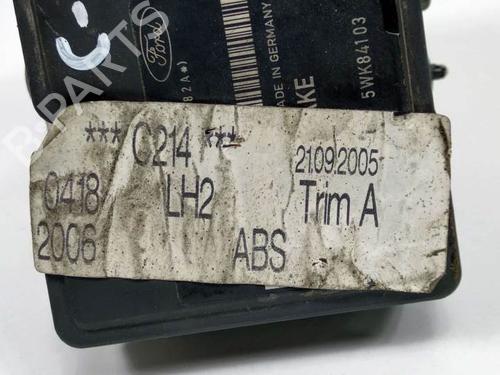 C-
Ford
MADE IN GERMANY
5WK84103
*** C214 ***
21.09.2005
0418
LH2
Trim A
2006
ABS
B-PARTS